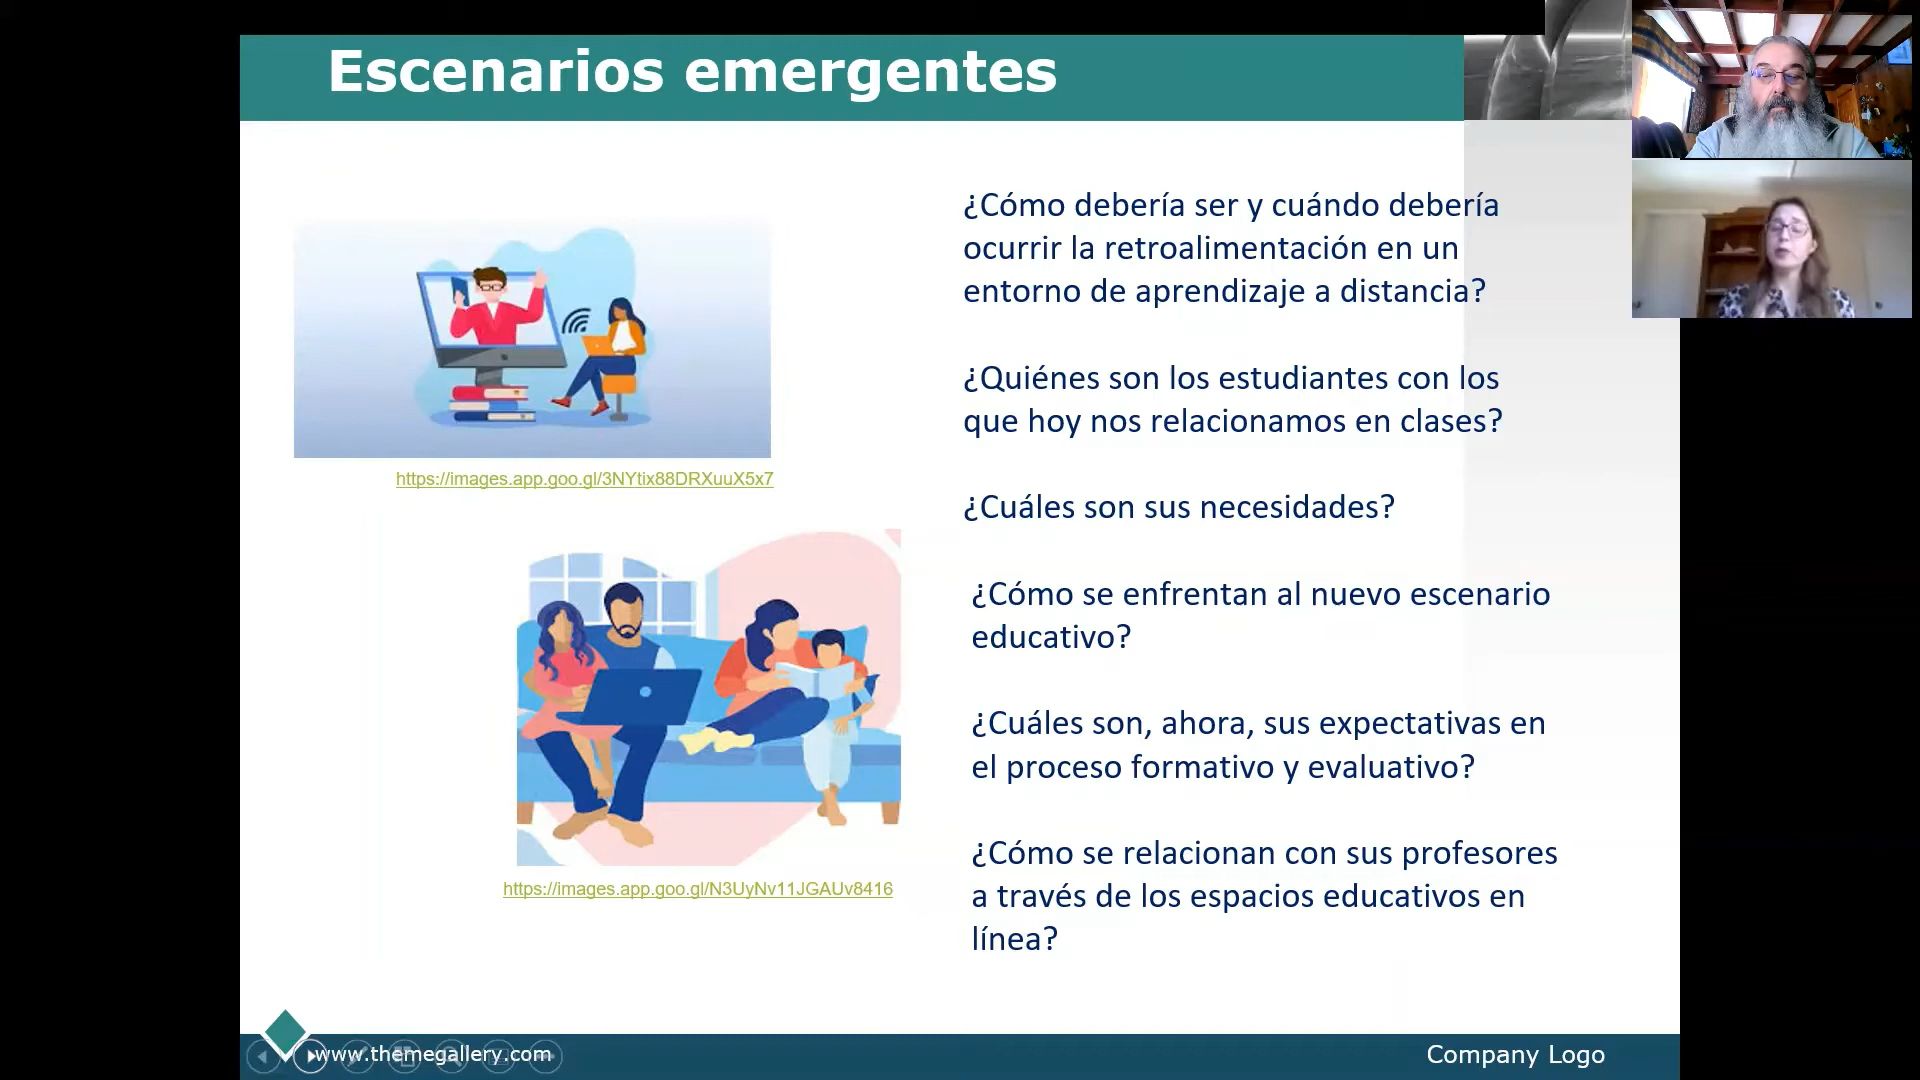 Escenarios emergentes
¿Cómo debería ser y cuándo debería
ocurrir la retroalimentación en un
entorno de aprendizaje a distancia?
¿Quiénes son los estudiantes con los
que hoy nos relacionamos en clases?
¿Cuáles son sus necesidades?
¿Cómo se enfrentan al nuevo escenario
educativo?
¿Cuáles son, ahora, sus expectativas en
el proceso formativo y evaluativo?
¿Cómo se relacionan con sus profesores
a través de los espacios educativos en
línea?
https://images.app.goo.gl/3NYtix88DRXuuX5x7
https://images.app.goo.gl/N3UyNv11JGAUv8416
www.themegallery.com
Company Logo